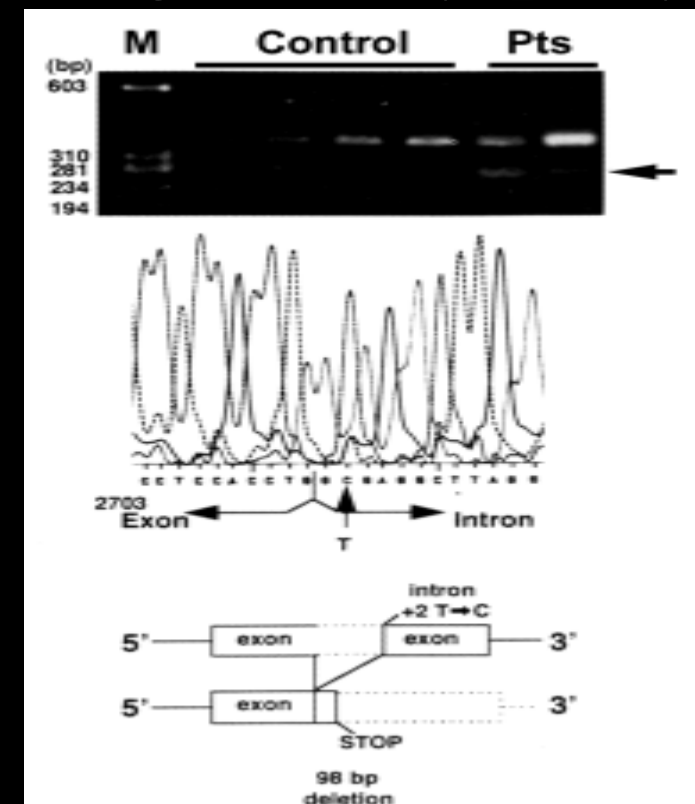 M Control Pts
(bp)
603
310
281
234
194
2703
Exon Intron
T
intron
+2 T→C
5' exon exon 3'
5' exon 3'
STOP
98 bp
deletion